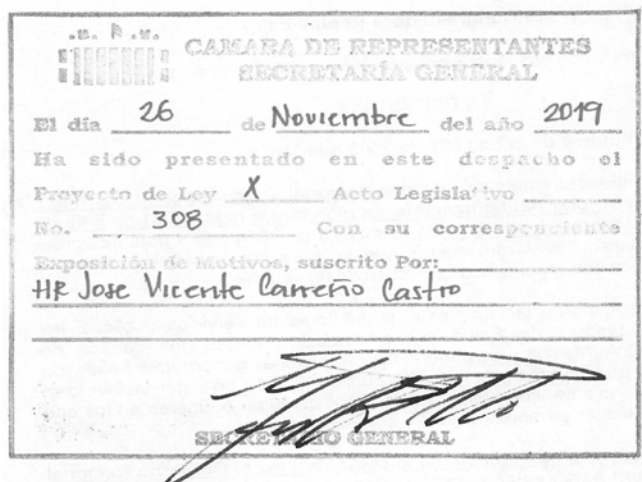 CAMARA DE REPRESENTANTES
SECRETARÍA GENERAL
El día 26 de Noviembre del año 2019
Ha sido presentado en este despacho el
Proyecto de Ley X Acto Legislativo
No. 308 Con su correspondiente
Exposición de Motivos, suscrito Por:
HR Jose Vicente Carreño Castro
SECRETARIO GENERAL